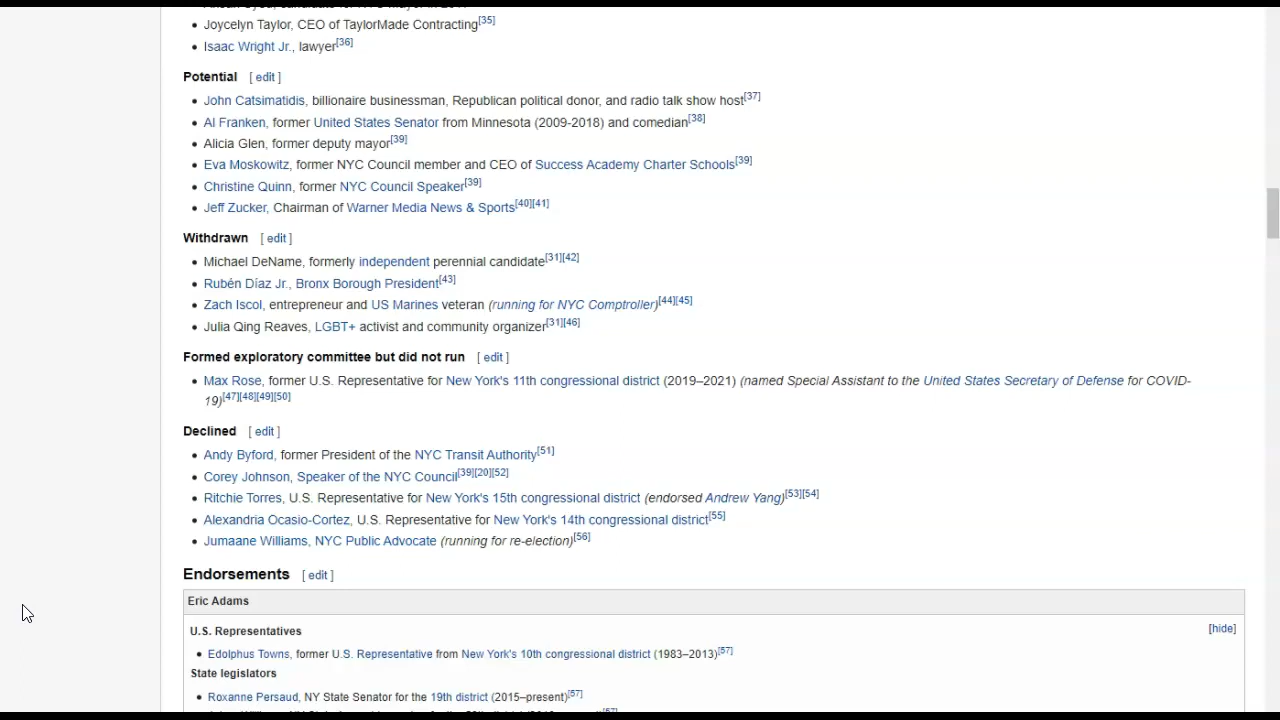 • Joycelyn Taylor, CEO of TaylorMade Contracting[35]
• Isaac Wright Jr., lawyer[36]
Potential [ edit ]
• John Catsimatidis, billionaire businessman, Republican political donor, and radio talk show host[37]
• Al Franken, former United States Senator from Minnesota (2009-2018) and comedian[38]
• Alicia Glen, former deputy mayor[39]
• Eva Moskowitz, former NYC Council member and CEO of Success Academy Charter Schools[39]
• Christine Quinn, former NYC Council Speaker[39]
• Jeff Zucker, Chairman of Warner Media News & Sports[40][41]
Withdrawn [ edit ]
• Michael DeName, formerly independent perennial candidate[31][42]
• Rubén Díaz Jr., Bronx Borough President[43]
• Zach Iscol, entrepreneur and US Marines veteran (running for NYC Comptroller)[44][45]
• Julia Qing Reaves, LGBT+ activist and community organizer[31][46]
Formed exploratory committee but did not run [ edit ]
• Max Rose, former U.S. Representative for New York's 11th congressional district (2019–2021) (named Special Assistant to the United States Secretary of Defense for COVID-
19)[47][48][49][50]
Declined [ edit ]
• Andy Byford, former President of the NYC Transit Authority[51]
• Corey Johnson, Speaker of the NYC Council[39][20][52]
• Ritchie Torres, U.S. Representative for New York's 15th congressional district (endorsed Andrew Yang)[53][54]
• Alexandria Ocasio-Cortez, U.S. Representative for New York's 14th congressional district[55]
• Jumaane Williams, NYC Public Advocate (running for re-election)[56]
Endorsements [ edit ]
Eric Adams
U.S. Representatives [hide]
• Edolphus Towns, former U.S. Representative from New York's 10th congressional district (1983–2013)[57]
State legislators
• Roxanne Persaud, NY State Senator for the 19th district (2015–present)[57]